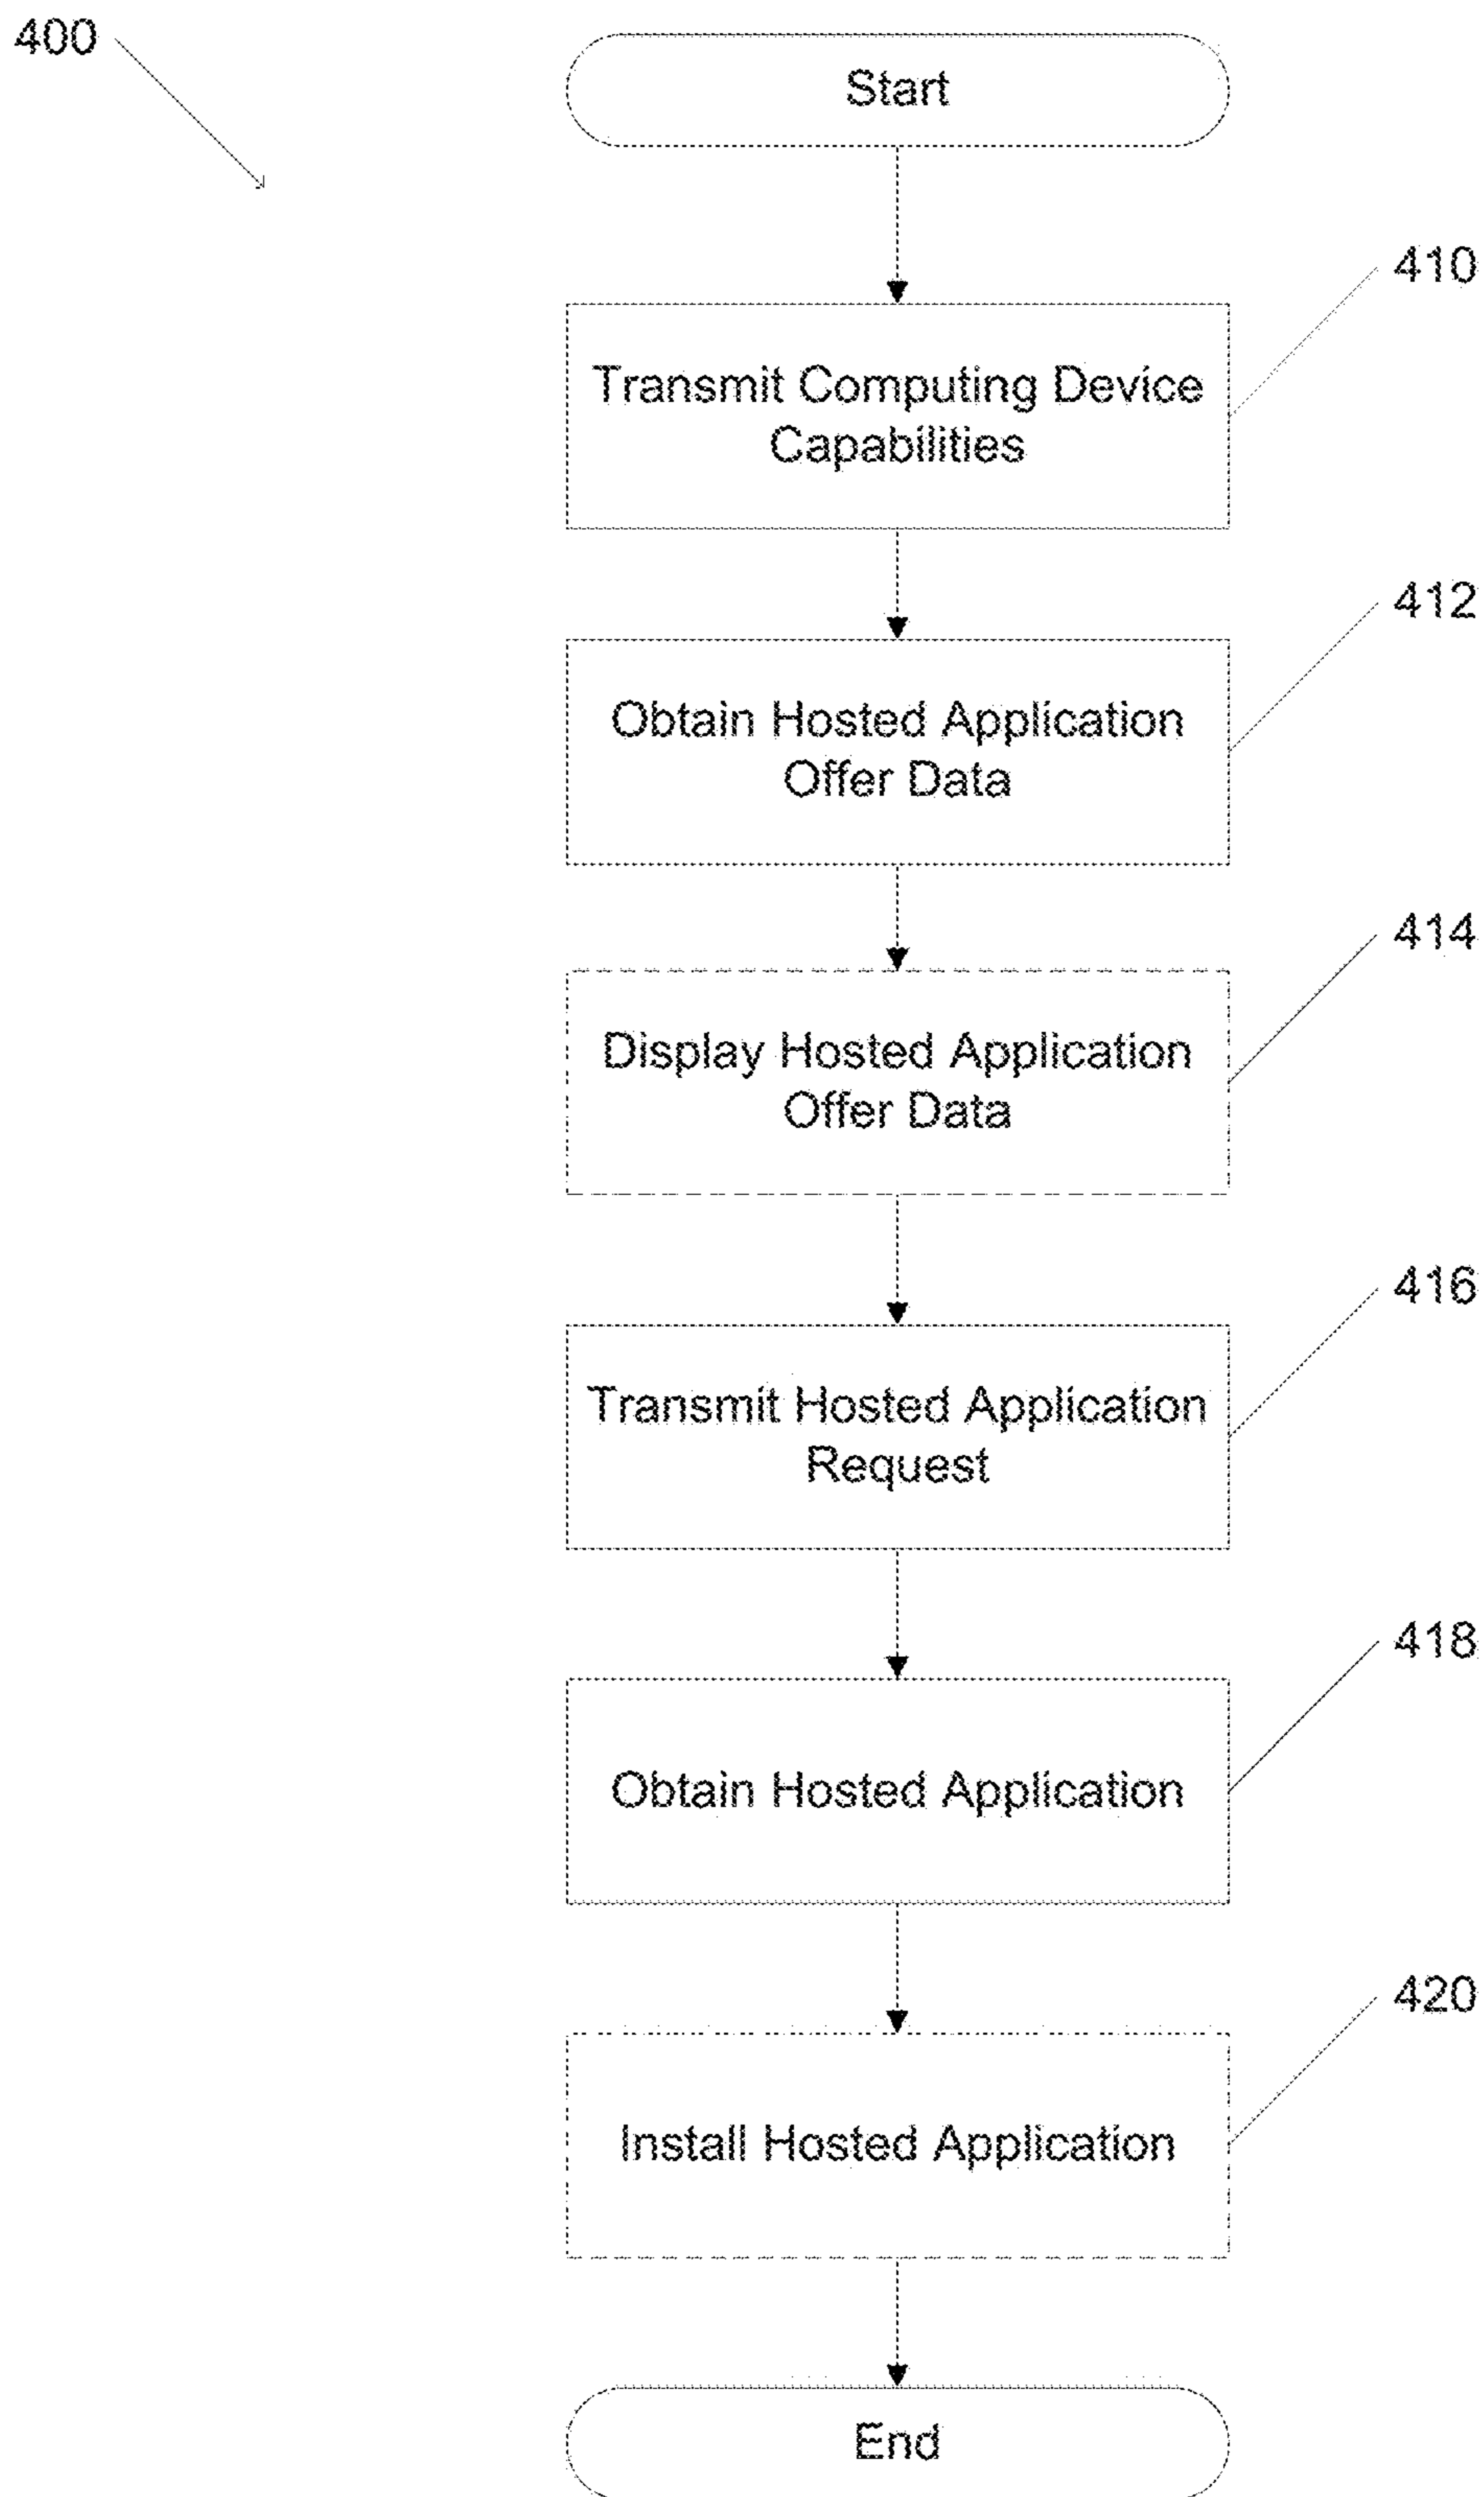 400
Start
410
Transmit Computing Device
Capabilities
412
Obtain Hosted Application
Offer Data
414
Display Hosted Application
Offer Data
416
Transmit Hosted Application
Request
418
Obtain Hosted Application
420
Install Hosted Application
End